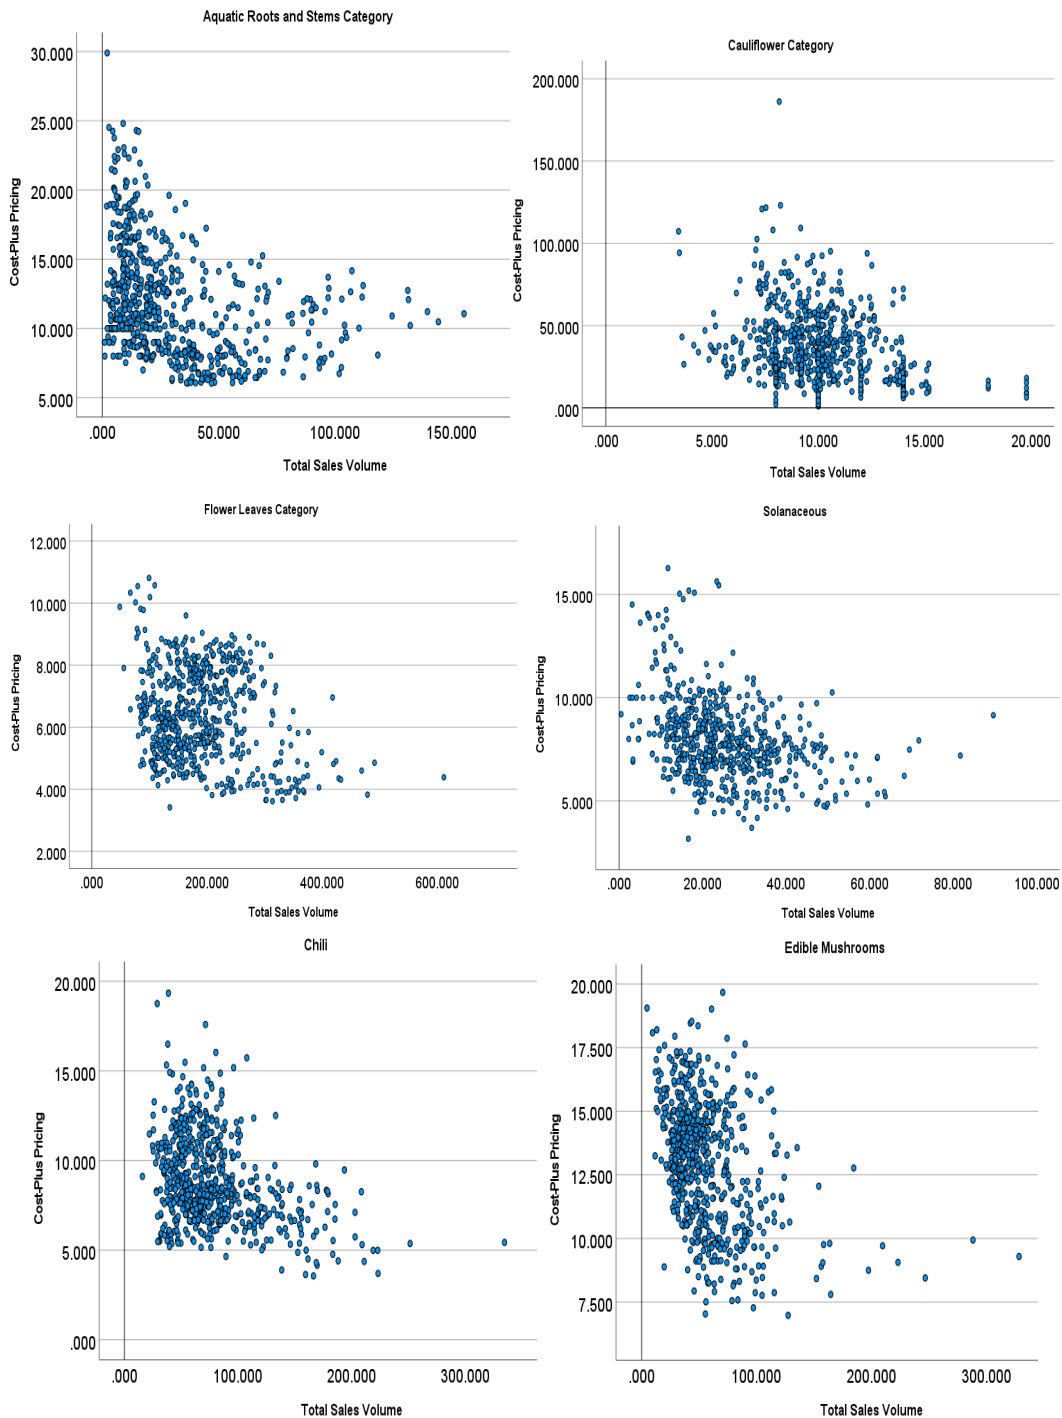 Aquatic Roots and Stems Category
30.000
25.000
20.000
15.000
10.000
5.000
Cost-Plus Pricing
.000 50.000 100.000 150.000
Total Sales Volume
Cauliflower Category
200.000
150.000
100.000
50.000
.000
Cost-Plus Pricing
.000 5.000 10.000 15.000 20.000
Total Sales Volume
Flower Leaves Category
12.000
10.000
8.000
6.000
4.000
2.000
Cost-Plus Pricing
.000 200.000 400.000 600.000
Total Sales Volume
Solanaceous
15.000
10.000
5.000
Cost-Plus Pricing
.000 20.000 40.000 60.000 80.000 100.000
Total Sales Volume
Chili
20.000
15.000
10.000
5.000
.000
Cost-Plus Pricing
.000 100.000 200.000 300.000
Total Sales Volume
Edible Mushrooms
20.000
17.500
15.000
12.500
10.000
7.500
Cost-Plus Pricing
.000 100.000 200.000 300.000
Total Sales Volume